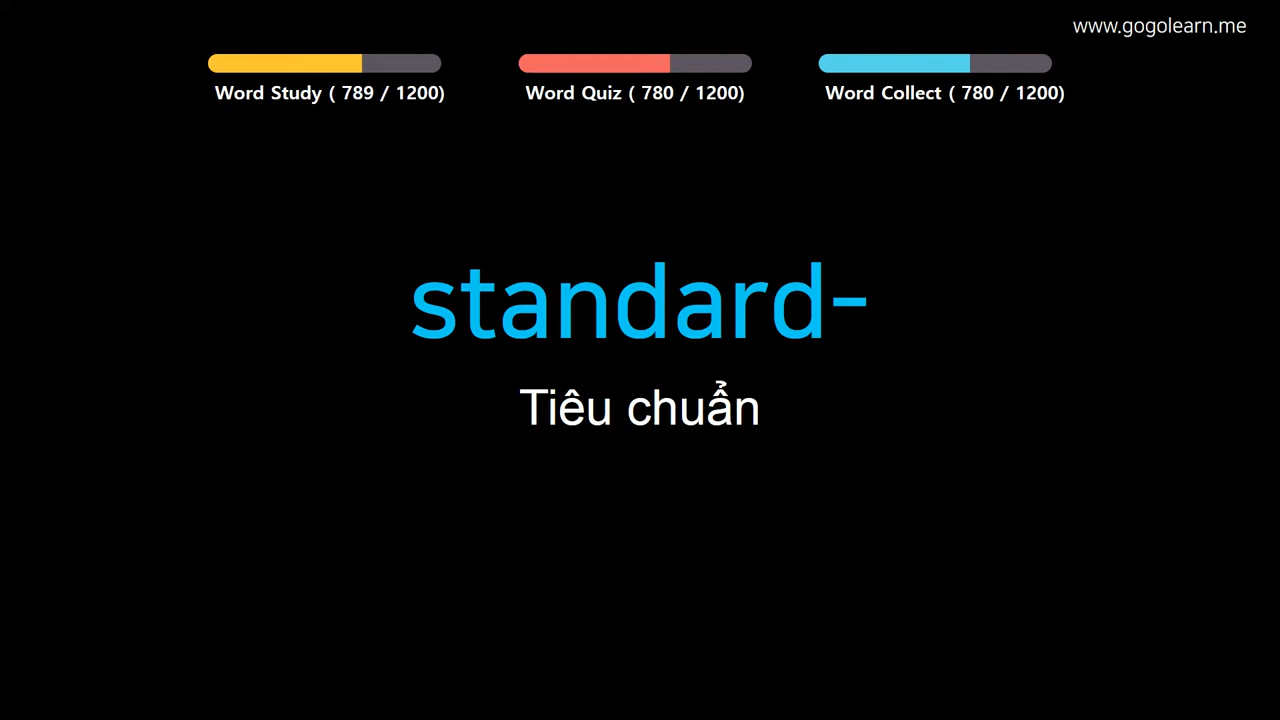 www.gogolearn.me
Word Study ( 789 / 1200)
Word Quiz ( 780 / 1200)
Word Collect ( 780 / 1200)
standard-
Tiêu chuẩn